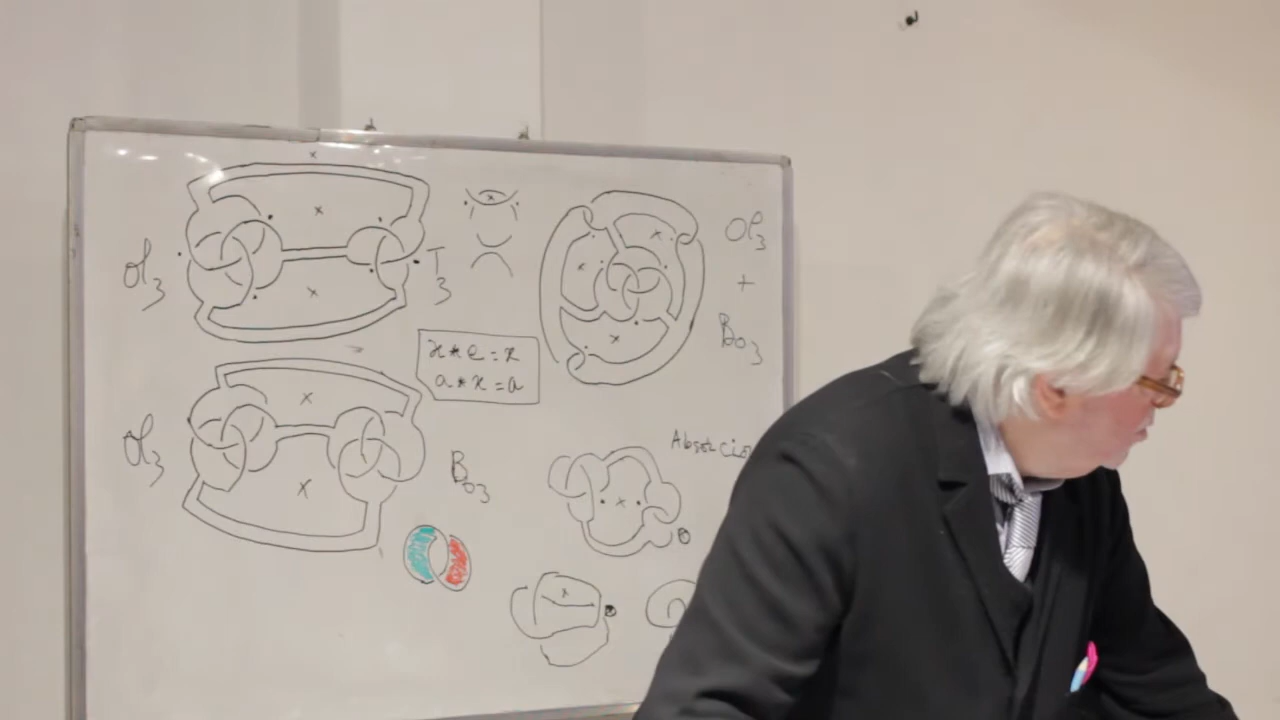 Ol3
T3
Ol3
+
Bo3
x * e = x
a * x = a
Ol3
Bo3